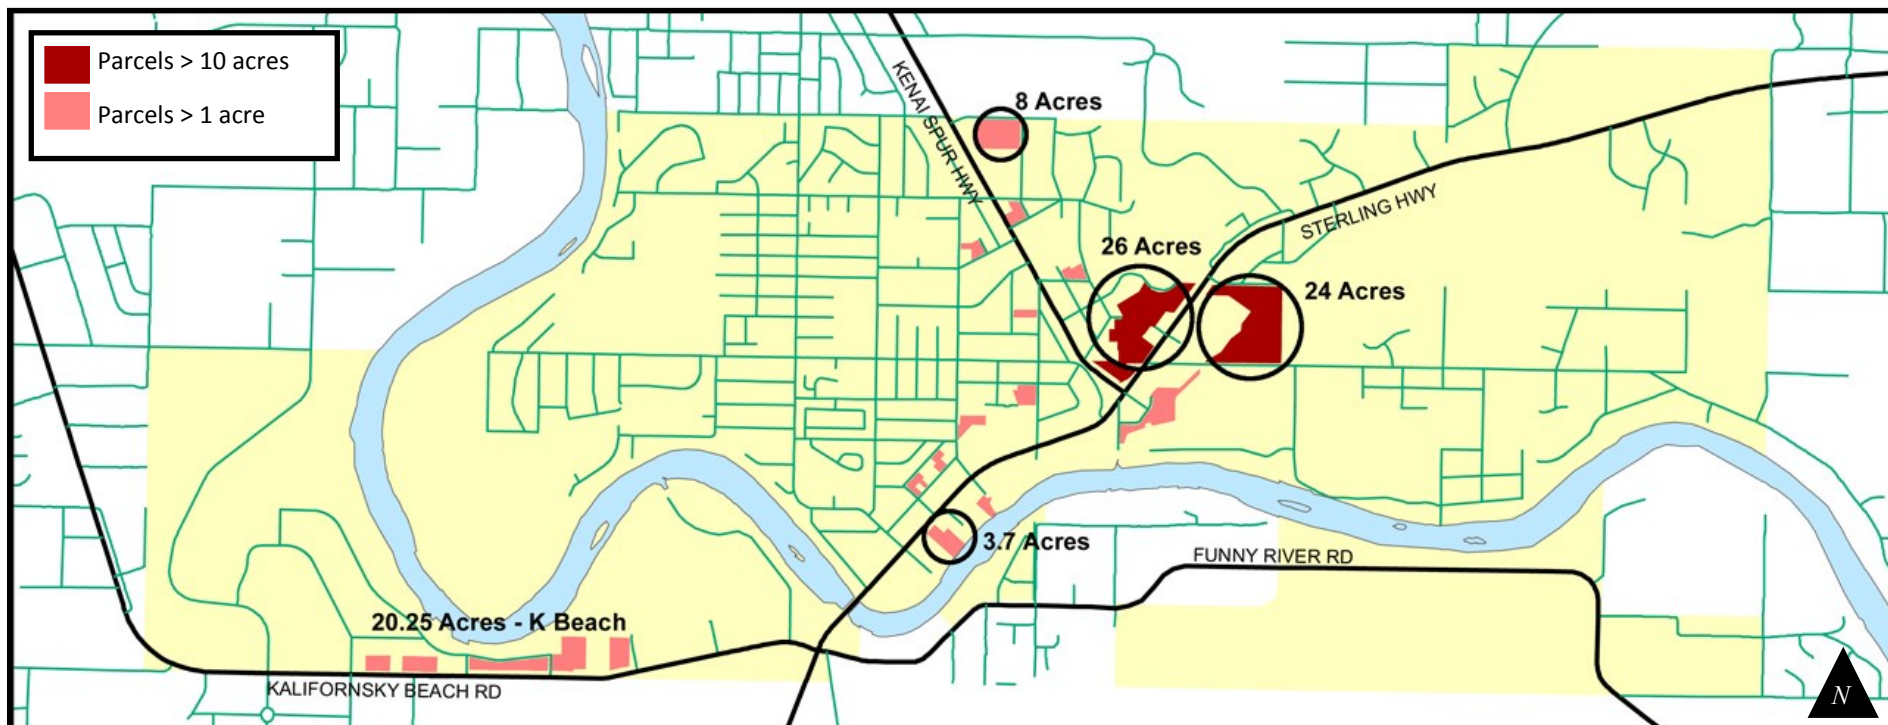 Parcels > 10 acres
Parcels > 1 acre
KENAI SPUR HWY
8 Acres
STERLING HWY
26 Acres
24 Acres
3.7 Acres
FUNNY RIVER RD
20.25 Acres - K Beach
KALIFORNSKY BEACH RD
N